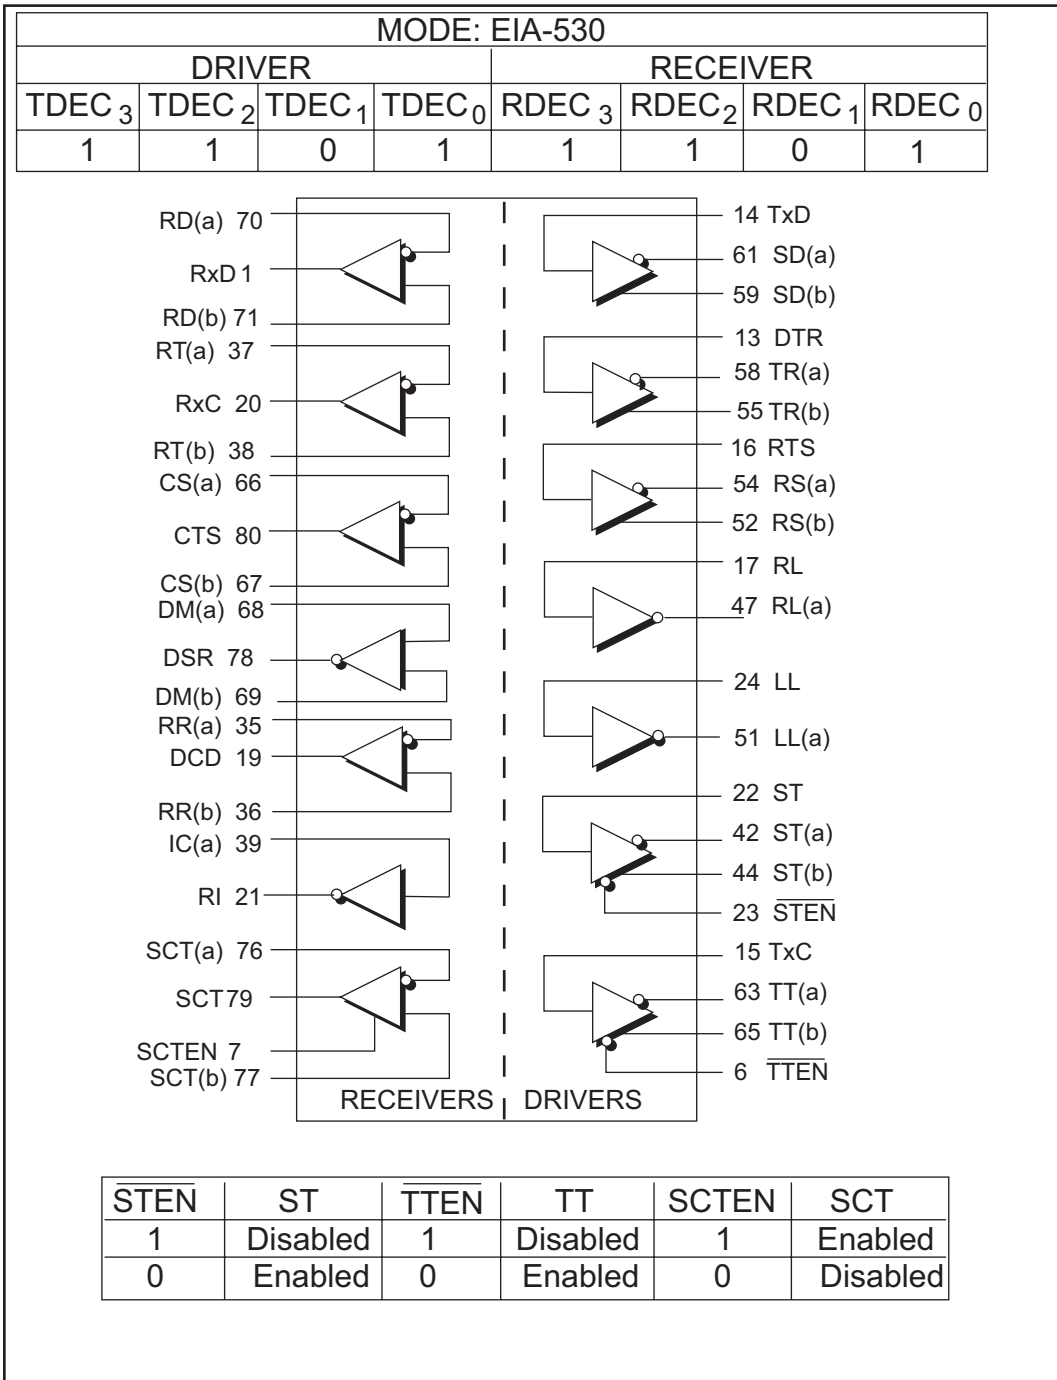 MODE: EIA-530
DRIVER RECEIVER
TDEC3 TDEC2 TDEC1 TDEC0 RDEC3 RDEC2 RDEC1 RDEC0
1 1 0 1 1 1 0 1
RD(a) 70
RxD 1
RD(b) 71
RT(a) 37
RxC 20
RT(b) 38
CS(a) 66
CTS 80
CS(b) 67
DM(a) 68
DSR 78
DM(b) 69
RR(a) 35
DCD 19
RR(b) 36
IC(a) 39
RI 21
SCT(a) 76
SCT79
SCTEN 7
SCT(b) 77
14 TxD
61 SD(a)
59 SD(b)
13 DTR
58 TR(a)
55 TR(b)
16 RTS
54 RS(a)
52 RS(b)
17 RL
47 RL(a)
24 LL
51 LL(a)
22 ST
42 ST(a)
44 ST(b)
23 S̅T̅E̅N̅
15 TxC
63 TT(a)
65 TT(b)
6 T̅T̅E̅N̅
RECEIVERS DRIVERS
S̅T̅E̅N̅ ST T̅T̅E̅N̅ TT SCTEN SCT
1 Disabled 1 Disabled 1 Enabled
0 Enabled 0 Enabled 0 Disabled